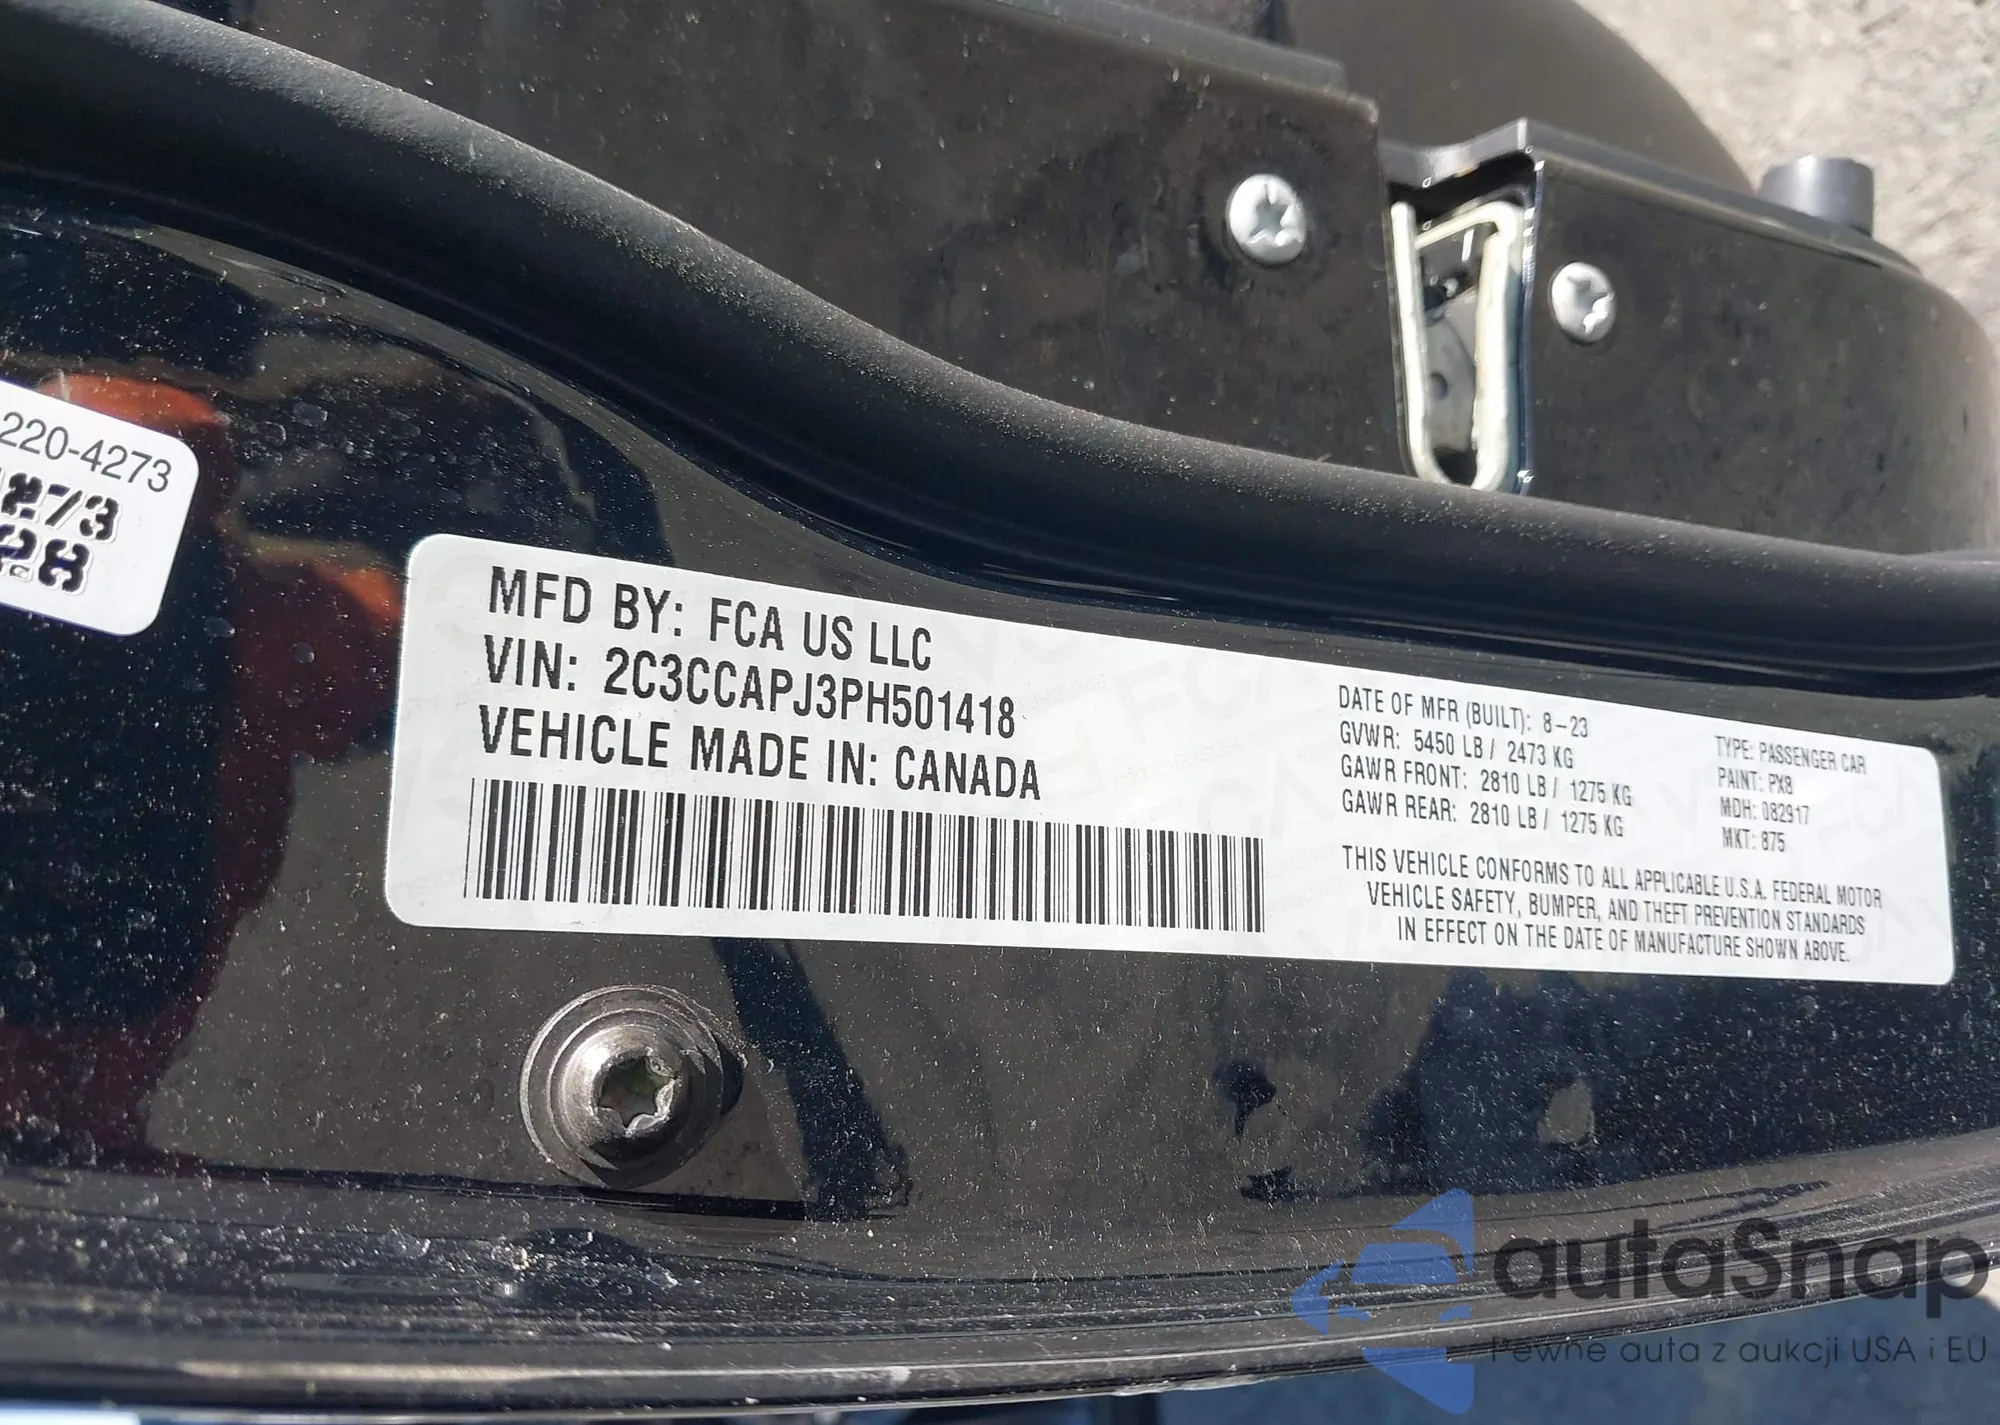 220-4273
273
28
MFD BY: FCA US LLC
VIN: 2C3CCAPJ3PH501418
VEHICLE MADE IN: CANADA
DATE OF MFR (BUILT): 8-23
GVWR: 5450 LB / 2473 KG
GAWR FRONT: 2810 LB / 1275 KG
GAWR REAR: 2810 LB / 1275 KG
TYPE: PASSENGER CAR
PAINT: PX8
MDH: 082917
MKT: 875
THIS VEHICLE CONFORMS TO ALL APPLICABLE U.S.A. FEDERAL MOTOR
VEHICLE SAFETY, BUMPER, AND THEFT PREVENTION STANDARDS
IN EFFECT ON THE DATE OF MANUFACTURE SHOWN ABOVE.
autaSnap
Pewne auta z aukcji USA i EU